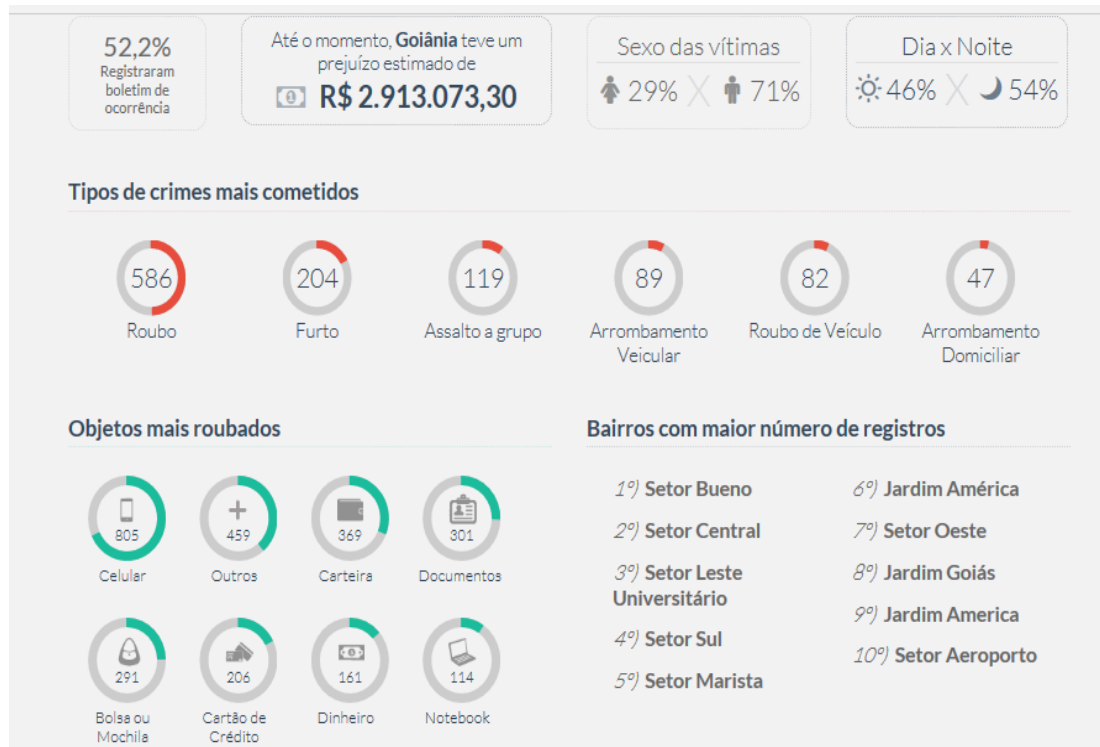 52,2%
Registraram
boletim de
ocorrência
Até o momento, Goiânia teve um
prejuízo estimado de
R$ 2.913.073,30
Sexo das vítimas
29% X 71%
Dia x Noite
46% X 54%
Tipos de crimes mais cometidos
586
Roubo
204
Furto
119
Assalto a grupo
89
Arrombamento
Veicular
82
Roubo de Veículo
47
Arrombamento
Domiciliar
Objetos mais roubados
805
Celular
459
Outros
369
Carteira
301
Documentos
291
Bolsa ou
Mochila
206
Cartão de
Crédito
161
Dinheiro
114
Notebook
Bairros com maior número de registros
1º) Setor Bueno
2º) Setor Central
3º) Setor Leste
Universitário
4º) Setor Sul
5º) Setor Marista
6º) Jardim América
7º) Setor Oeste
8º) Jardim Goiás
9º) Jardim America
10º) Setor Aeroporto